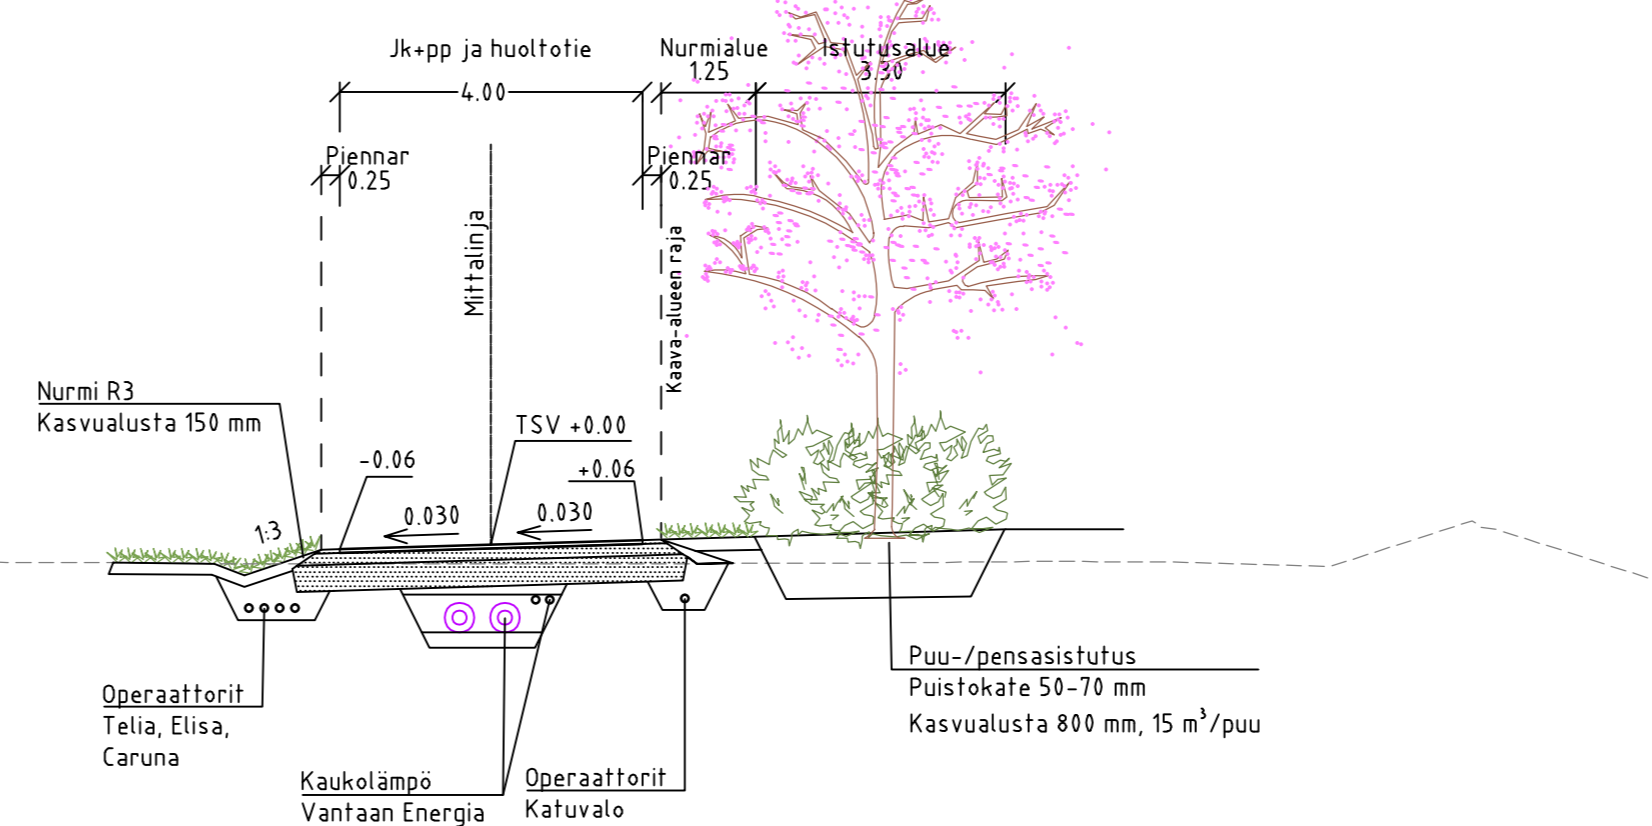 Jk+pp ja huoltotie
4.00
Nurmialue
1.25
Istutusalue
3.30
Piennar
0.25
Piennar
0.25
Mittalinja
Kaava-alueen raja
Nurmi R3
Kasvualusta 150 mm
TSV +0.00
-0.06
+0.06
0.030
0.030
1:3
Operaattorit
Telia, Elisa,
Caruna
Kaukolämpö
Vantaan Energia
Operaattorit
Katuvalo
Puu-/pensasistutus
Puistokate 50-70 mm
Kasvualusta 800 mm, 15 m³/puu